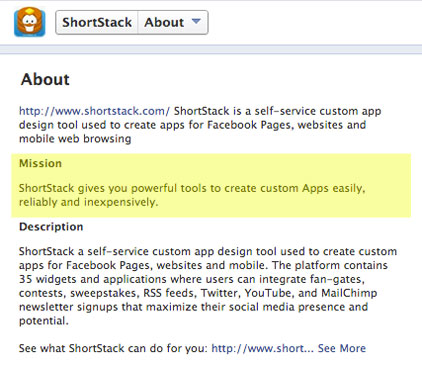 ShortStack About
About
http://www.shortstack.com/ ShortStack is a self-service custom app
design tool used to create apps for Facebook Pages, websites and
mobile web browsing
Mission
ShortStack gives you powerful tools to create custom Apps easily,
reliably and inexpensively.
Description
ShortStack a self-service custom app design tool used to create custom
apps for Facebook Pages, websites and mobile. The platform contains
35 widgets and applications where users can integrate fan-gates,
contests, sweepstakes, RSS feeds, Twitter, YouTube, and MailChimp
newsletter signups that maximize their social media presence and
potential.
See what ShortStack can do for you: http://www.short... See More